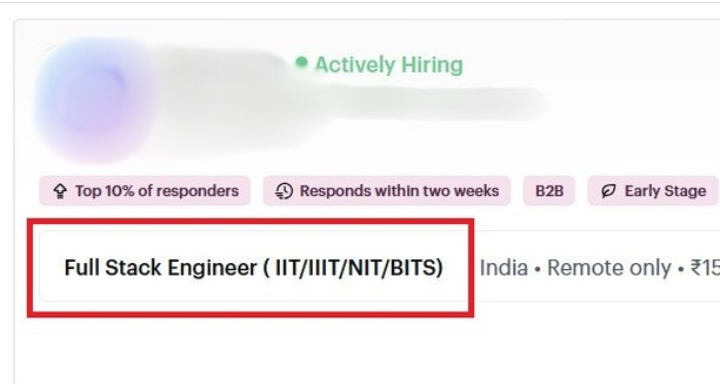 Actively Hiring
Top 10% of responders Responds within two weeks B2B Early Stage
Full Stack Engineer ( IIT/IIIT/NIT/BITS) India • Remote only • ₹15